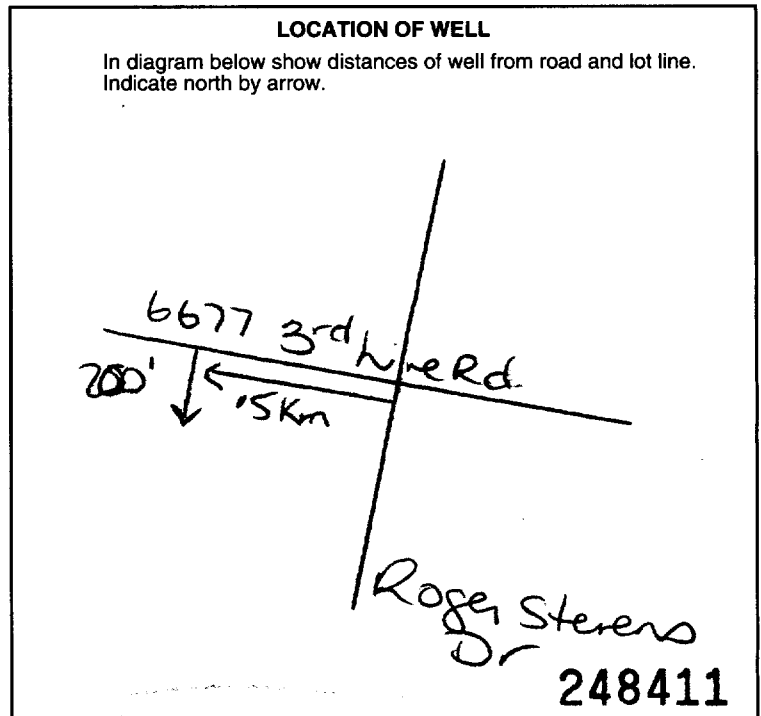 LOCATION OF WELL
In diagram below show distances of well from road and lot line.
Indicate north by arrow.
6677 3rd Line Rd.
200'
.5Km
Roger Stevens
Dr
248411